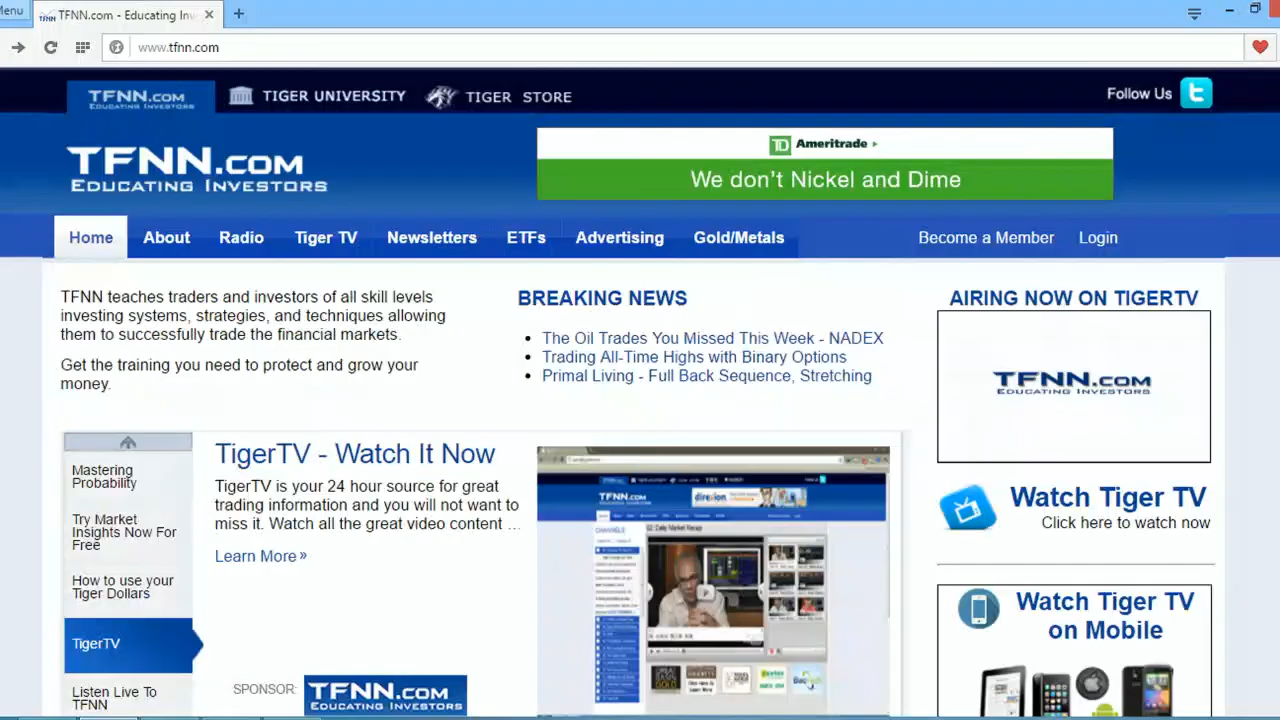 Menu
TFNN.com - Educating Inv
www.tfnn.com
TFNN.COM
EDUCATING INVESTORS
TIGER UNIVERSITY
TIGER STORE
Follow Us
TFNN.COM
EDUCATING INVESTORS
TD Ameritrade
We don't Nickel and Dime
Home
About
Radio
Tiger TV
Newsletters
ETFs
Advertising
Gold/Metals
Become a Member
Login
TFNN teaches traders and investors of all skill levels
investing systems, strategies, and techniques allowing
them to successfully trade the financial markets.
Get the training you need to protect and grow your
money.
BREAKING NEWS
The Oil Trades You Missed This Week - NADEX
Trading All-Time Highs with Binary Options
Primal Living - Full Back Sequence, Stretching
AIRING NOW ON TIGERTV
TFNN.COM
EDUCATING INVESTORS
Watch Tiger TV
Click here to watch now
Watch Tiger TV
on Mobile
Mastering
Probability
Try Market
Insights Now For
Free
How to use your
Tiger Dollars
TigerTV
Listen Live To
TFNN
TigerTV - Watch It Now
TigerTV is your 24 hour source for great
trading information and you will not want to
miss it. Watch all the great video content ...
Learn More »
SPONSOR:
TFNN.COM
EDUCATING INVESTORS
TFNN.COM
direxion
CHANNELS